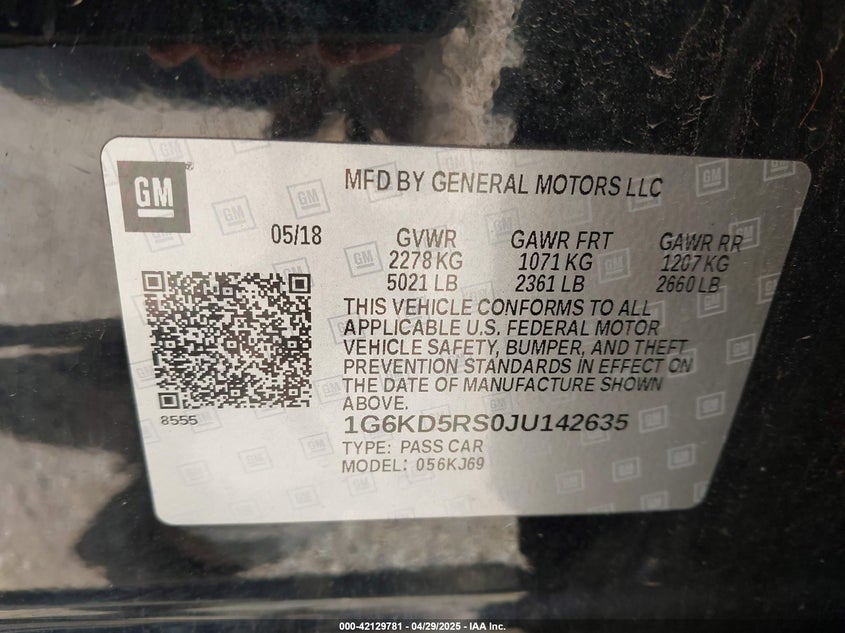 GM
MFD BY GENERAL MOTORS LLC
05/18
GVWR GAWR FRT GAWR RR
2278 KG 1071 KG 1207 KG
5021 LB 2361 LB 2660 LB
THIS VEHICLE CONFORMS TO ALL
APPLICABLE U.S. FEDERAL MOTOR
VEHICLE SAFETY, BUMPER, AND THEFT
PREVENTION STANDARDS IN EFFECT ON
THE DATE OF MANUFACTURE SHOWN
ABOVE.
8555
1G6KD5RS0JU142635
TYPE: PASS CAR
MODEL: 056KJ69
000-42129781 - 04/29/2025 - IAA Inc.